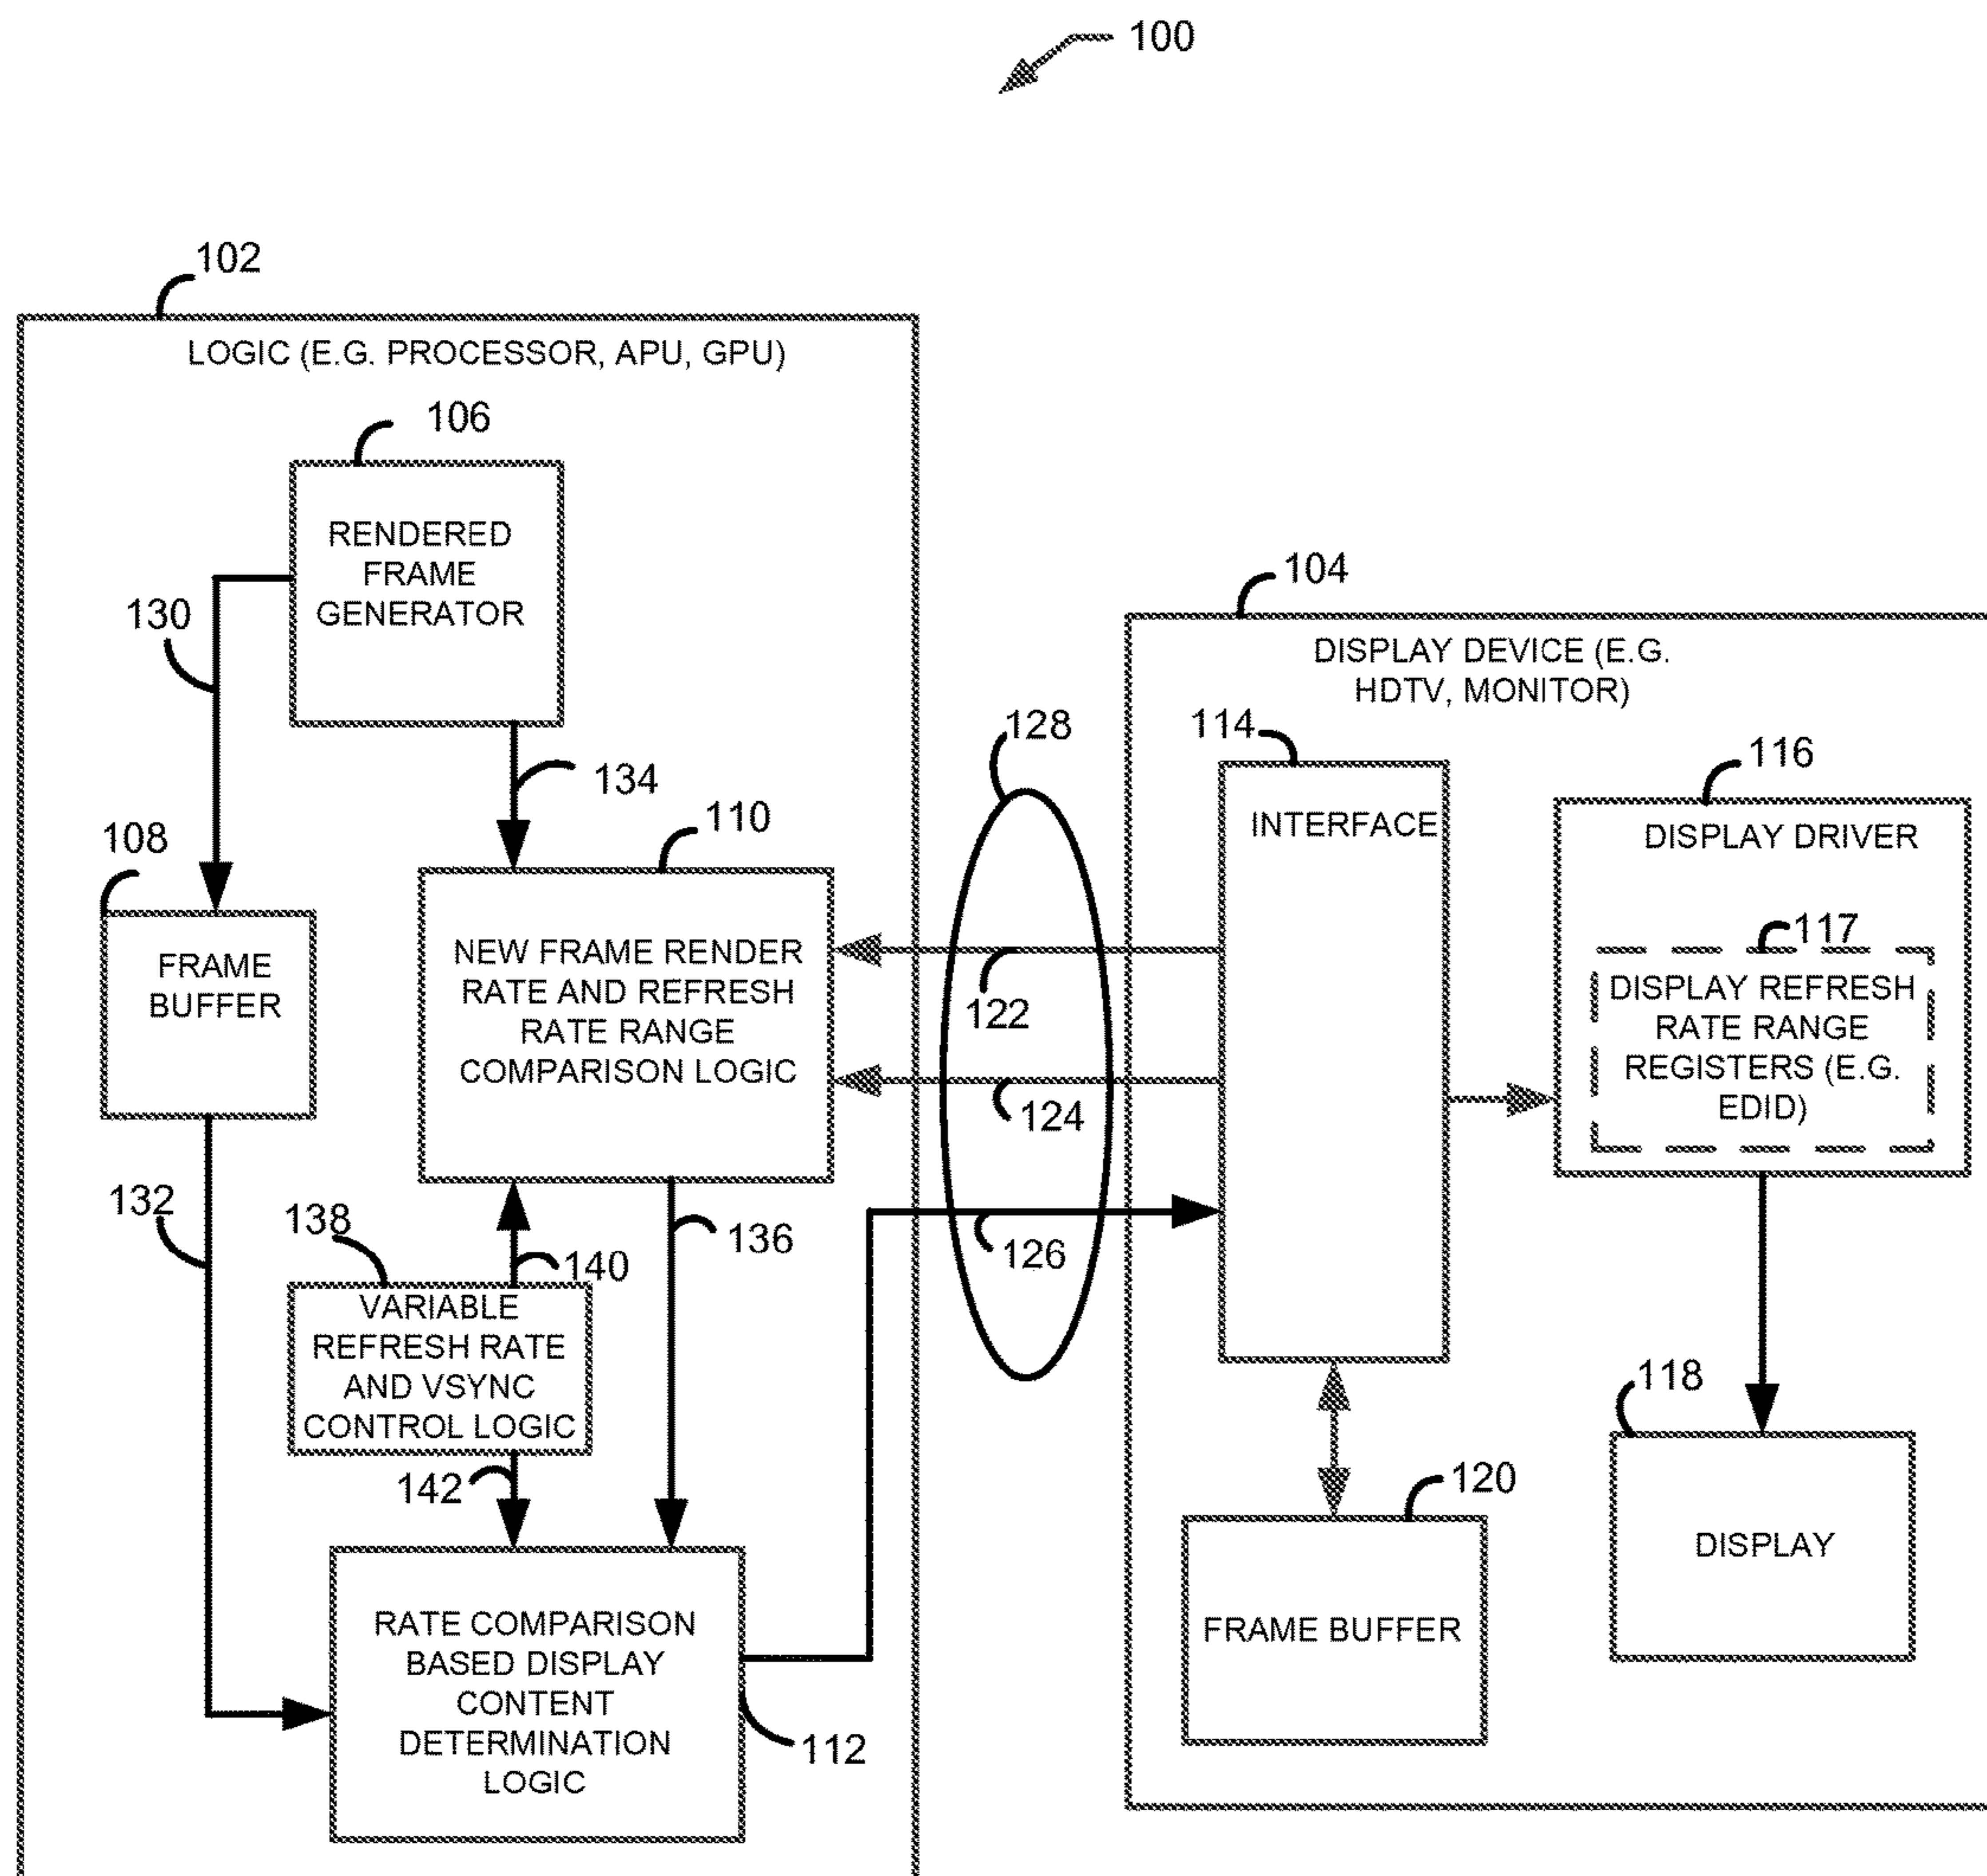 100
102
LOGIC (E.G. PROCESSOR, APU, GPU)
106
RENDERED
FRAME
GENERATOR
130
134
108
FRAME
BUFFER
110
NEW FRAME RENDER
RATE AND REFRESH
RATE RANGE
COMPARISON LOGIC
132
138
140
136
VARIABLE
REFRESH RATE
AND VSYNC
CONTROL LOGIC
142
RATE COMPARISON
BASED DISPLAY
CONTENT
DETERMINATION
LOGIC
112
128
122
124
126
104
DISPLAY DEVICE (E.G.
HDTV, MONITOR)
114
INTERFACE
116
DISPLAY DRIVER
117
DISPLAY REFRESH
RATE RANGE
REGISTERS (E.G.
EDID)
118
DISPLAY
120
FRAME BUFFER